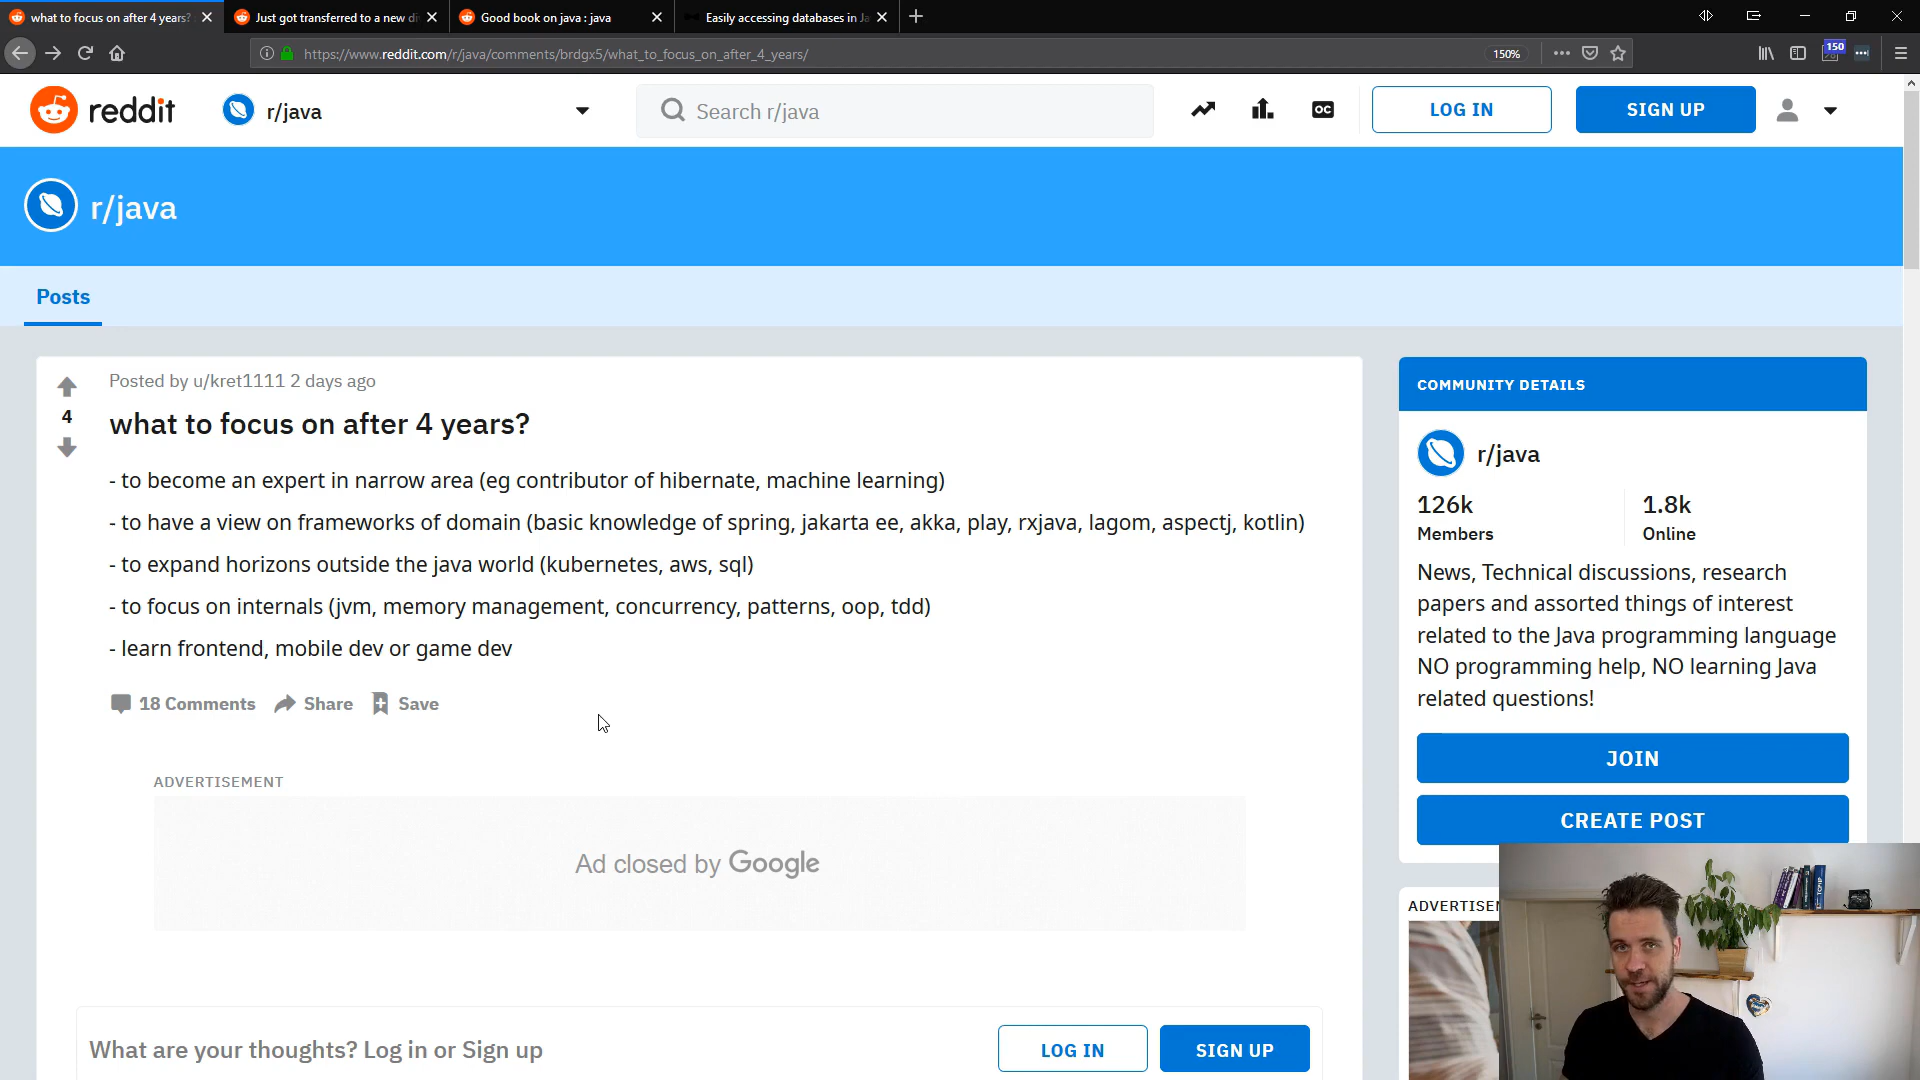 what to focus on after 4 years?
Just got transferred to a new di
Good book on java : java
Easily accessing databases in Ja
https://www.reddit.com/r/java/comments/brdgx5/what_to_focus_on_after_4_years/
150%
150
reddit
r/java
Search r/java
OC
LOG IN
SIGN UP
r/java
Posts
Posted by u/kret1111 2 days ago
4
what to focus on after 4 years?
- to become an expert in narrow area (eg contributor of hibernate, machine learning)
- to have a view on frameworks of domain (basic knowledge of spring, jakarta ee, akka, play, rxjava, lagom, aspectj, kotlin)
- to expand horizons outside the java world (kubernetes, aws, sql)
- to focus on internals (jvm, memory management, concurrency, patterns, oop, tdd)
- learn frontend, mobile dev or game dev
18 Comments
Share
Save
ADVERTISEMENT
Ad closed by Google
What are your thoughts? Log in or Sign up
LOG IN
SIGN UP
COMMUNITY DETAILS
r/java
126k
Members
1.8k
Online
News, Technical discussions, research
papers and assorted things of interest
related to the Java programming language
NO programming help, NO learning Java
related questions!
JOIN
CREATE POST
ADVERTISEM